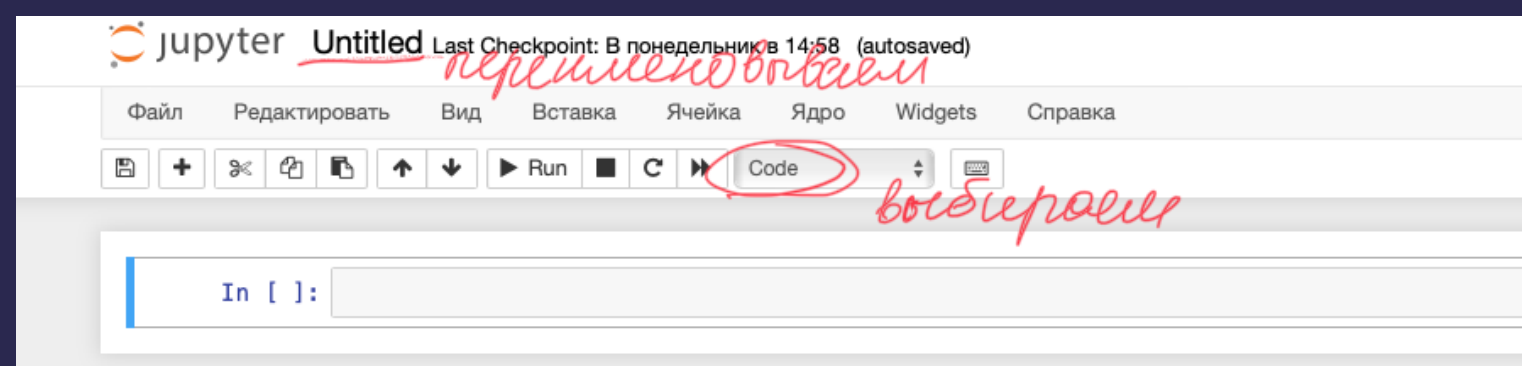 jupyter Untitled Last Checkpoint: В понедельник в 14:58 (autosaved)
переименовываем
Файл Редактировать Вид Вставка Ячейка Ядро Widgets Справка
Run Code
выбираем
In [ ]: